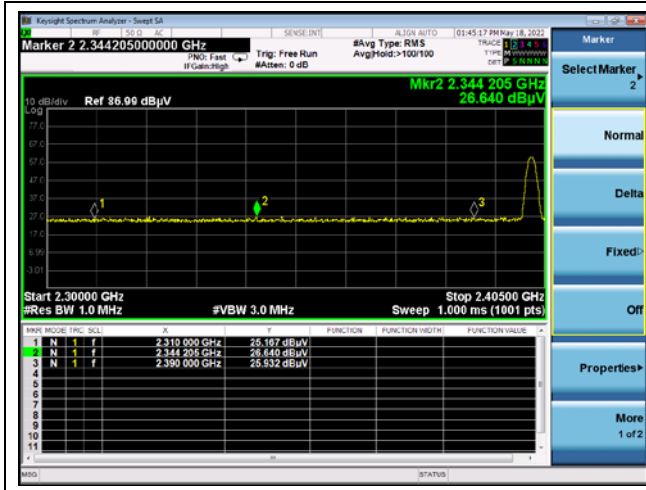 Keysight Spectrum Analyzer - Swept SA
RF 50 Ω AC SENSE:INT ALIGN AUTO 01:45:17 PM May 18, 2022
Marker 2 2.344205000000 GHz
PNO: Fast
IFGain:High
Trig: Free Run
#Atten: 0 dB
#Avg Type: RMS
Avg|Hold:>100/100
TRACE 1 2 3 4 5 6
TYPE M W W W W W
DET P S N N N N
Mkr2 2.344 205 GHz
26.640 dBµV
10 dB/div Ref 86.99 dBµV
Log
77.0
67.0
57.0
47.0
37.0
27.0
17.0
6.99
-3.01
1
2
3
Start 2.30000 GHz Stop 2.40500 GHz
#Res BW 1.0 MHz #VBW 3.0 MHz Sweep 1.000 ms (1001 pts)
MKR MODE TRC SCL X Y FUNCTION FUNCTION WIDTH FUNCTION VALUE
1 N 1 f 2.310 000 GHz 25.167 dBµV
2 N 1 f 2.344 205 GHz 26.640 dBµV
3 N 1 f 2.390 000 GHz 25.932 dBµV
4
5
6
7
8
9
10
11
MSG STATUS
Marker
Select Marker
2
Normal
Delta
Fixed
Off
Properties
More
1 of 2